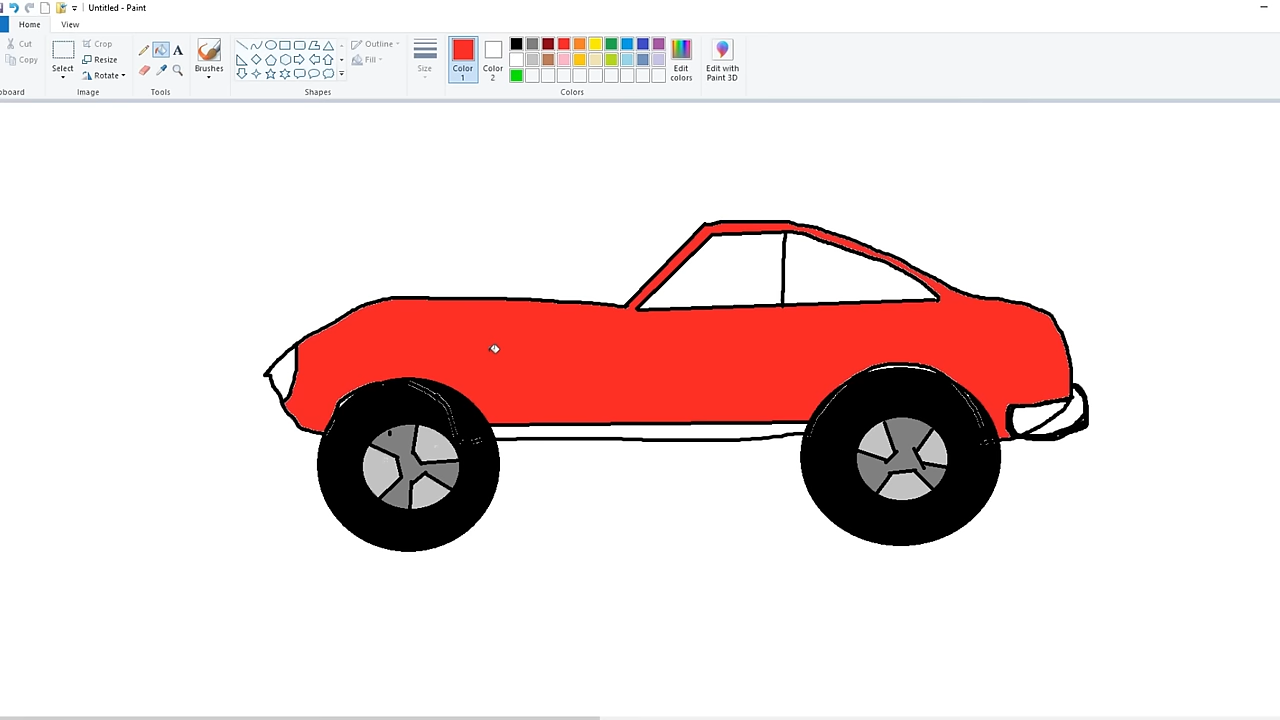 Untitled - Paint
Home View
Cut
Copy
Select
Crop
Resize
Rotate
Brushes
Outline
Fill
Size
Color 1
Color 2
Edit colors
Edit with Paint 3D
A
board
Image
Tools
Shapes
Colors